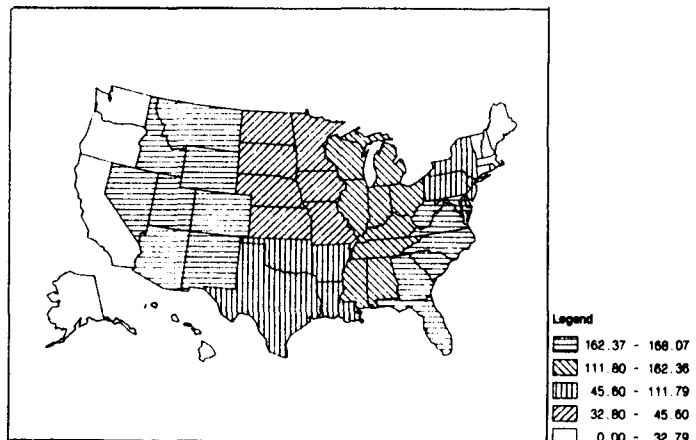 Legend
162.37 - 168.07
111.80 - 162.36
45.60 - 111.79
32.80 - 45.60
0.00 - 32.79